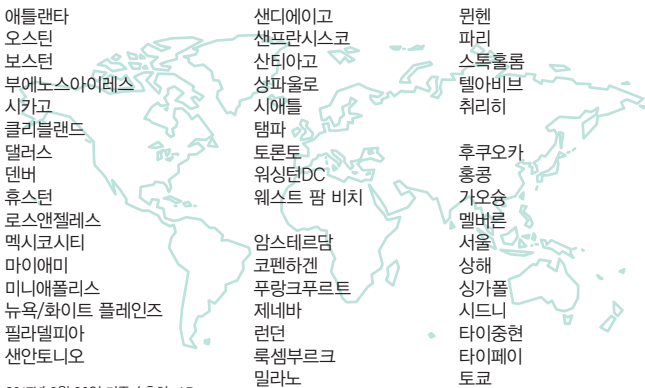 애틀랜타
오스틴
보스턴
부에노스아이레스
시카고
클리블랜드
댈러스
덴버
휴스턴
로스앤젤레스
멕시코시티
마이애미
미니애폴리스
뉴욕/화이트 플레인즈
필라델피아
샌안토니오
샌디에이고
샌프란시스코
산티아고
상파울로
시애틀
탬파
토론토
워싱턴DC
웨스트 팜 비치
암스테르담
코펜하겐
푸랑크푸르트
제네바
런던
룩셈부르크
밀라노
뮌헨
파리
스톡홀름
텔아비브
취리히
후쿠오카
홍콩
가오슝
멜버른
서울
상해
싱가폴
시드니
타이중현
타이페이
토쿄